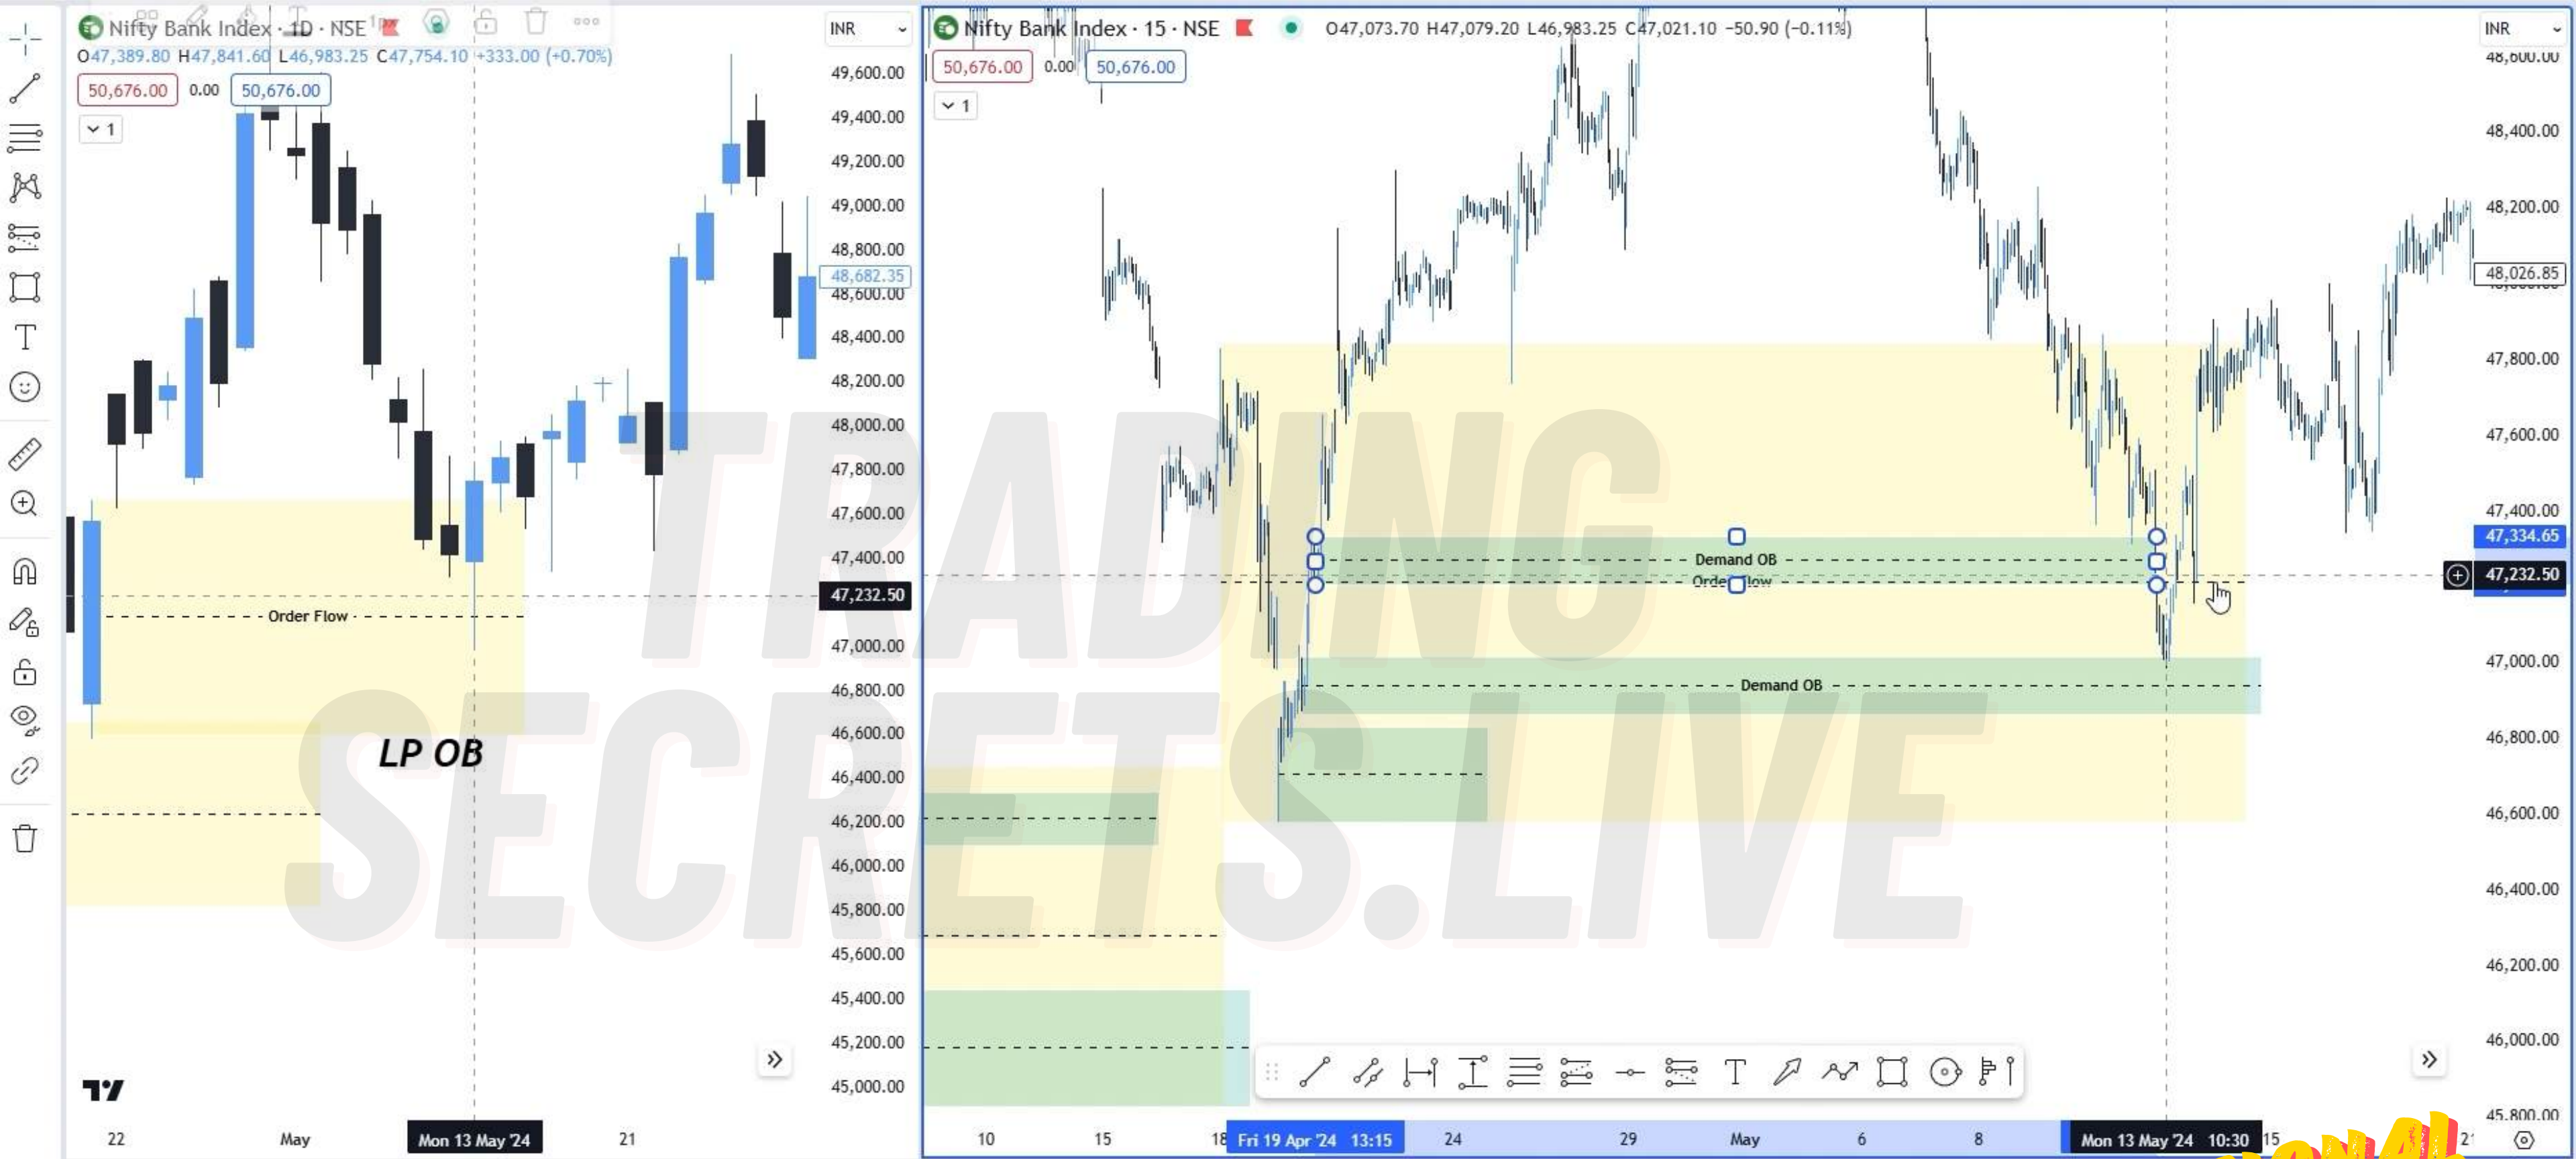 Nifty Bank Index · 1D · NSE
INR
O47,389.80 H47,841.60 L46,983.25 C47,754.10 +333.00 (+0.70%)
50,676.00 0.00 50,676.00
1
49,600.00
49,400.00
49,200.00
49,000.00
48,800.00
48,682.35
48,600.00
48,400.00
48,200.00
48,000.00
47,800.00
47,600.00
47,400.00
47,232.50
47,000.00
46,800.00
46,600.00
46,400.00
46,200.00
46,000.00
45,800.00
45,600.00
45,400.00
45,200.00
45,000.00
Order Flow
LP OB
22 May Mon 13 May '24 21
Nifty Bank Index · 15 · NSE
O47,073.70 H47,079.20 L46,983.25 C47,021.10 −50.90 (−0.11%)
INR
50,676.00 0.00 50,676.00
1
48,600.00
48,400.00
48,200.00
48,026.85
47,800.00
47,600.00
47,400.00
47,334.65
47,232.50
47,000.00
46,800.00
46,600.00
46,400.00
46,200.00
46,000.00
45,800.00
Demand OB
Order Flow
Demand OB
10 15 18 Fri 19 Apr '24 13:15 24 29 May 6 8 Mon 13 May '24 10:30 15 21
TRADING
SECRETS.LIVE